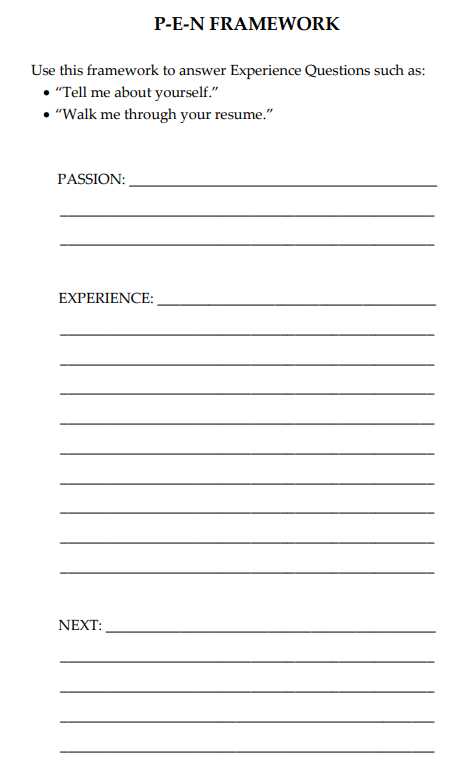 P-E-N FRAMEWORK
Use this framework to answer Experience Questions such as:
• “Tell me about yourself.”
• “Walk me through your resume.”
PASSION:
EXPERIENCE:
NEXT: